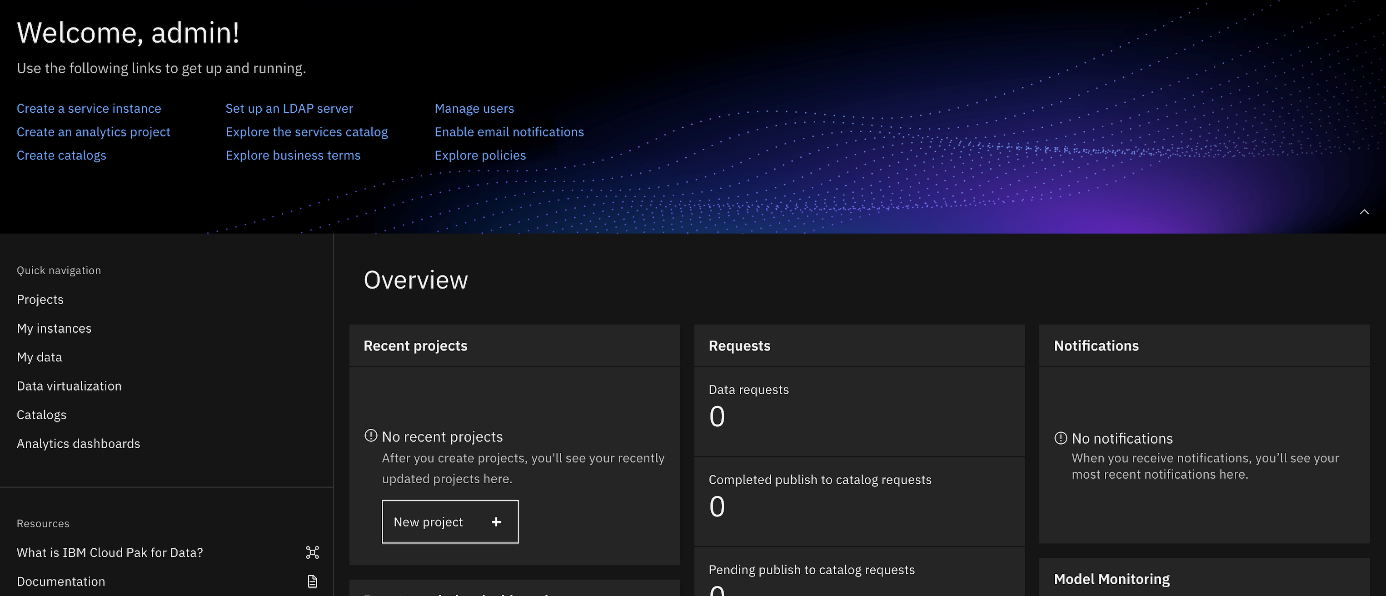 Welcome, admin!
Use the following links to get up and running.
Create a service instance
Set up an LDAP server
Manage users
Create an analytics project
Explore the services catalog
Enable email notifications
Create catalogs
Explore business terms
Explore policies
Quick navigation
Projects
My instances
My data
Data virtualization
Catalogs
Analytics dashboards
Resources
What is IBM Cloud Pak for Data?
Documentation
Overview
Recent projects
No recent projects
After you create projects, you'll see your recently
updated projects here.
New project +
Requests
Data requests
0
Completed publish to catalog requests
0
Pending publish to catalog requests
0
Notifications
No notifications
When you receive notifications, you'll see your
most recent notifications here.
Model Monitoring